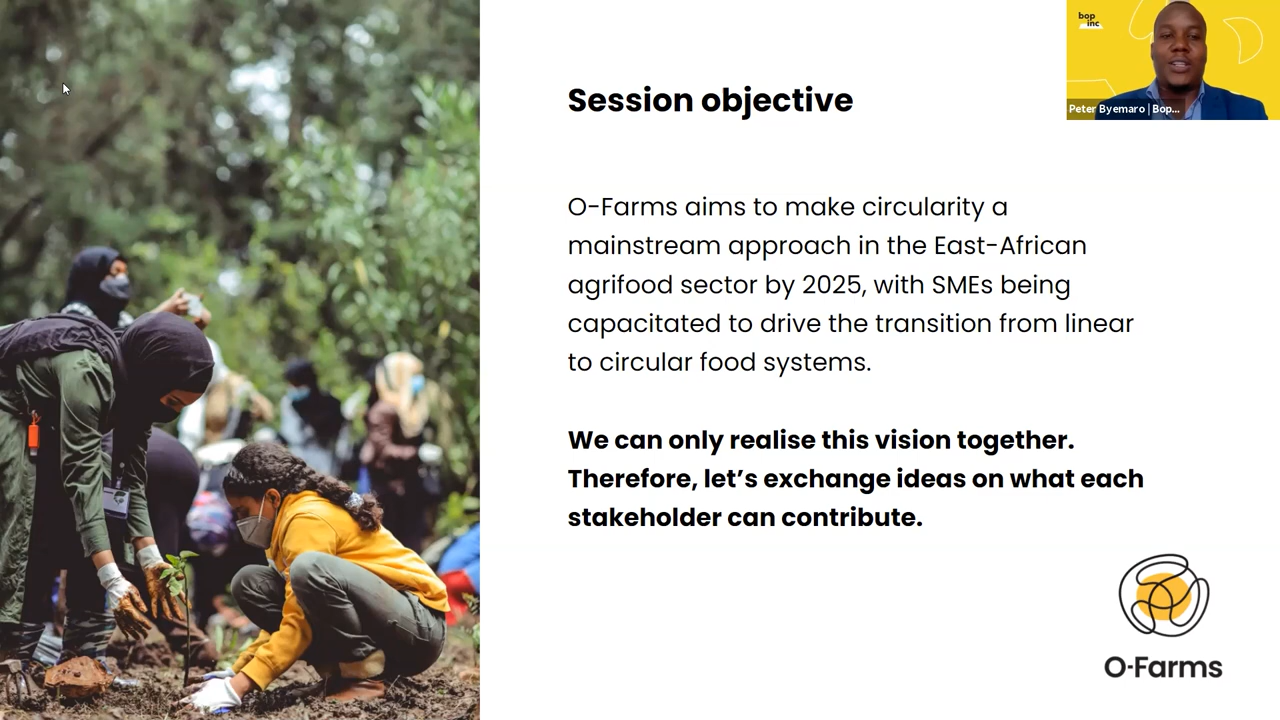 Session objective
bop
inc
Peter Byemaro | Bop...
O-Farms aims to make circularity a
mainstream approach in the East-African
agrifood sector by 2025, with SMEs being
capacitated to drive the transition from linear
to circular food systems.
We can only realise this vision together.
Therefore, let’s exchange ideas on what each
stakeholder can contribute.
O-Farms